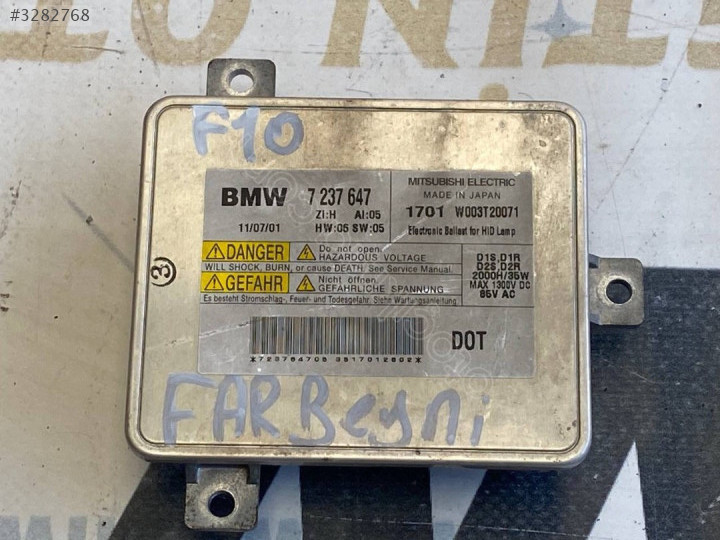 #3282768
F10
BMW 7 237 647
ZI:H AI:05
11/07/01 HW:05 SW:05
MITSUBISHI ELECTRIC
MADE IN JAPAN
1701 W003T20071
Electronic Ballast for HID Lamp
DANGER Do not open.
HAZARDOUS VOLTAGE
WILL SHOCK, BURN, or cause DEATH. See Service Manual.
GEFAHR Nicht öffnen.
GEFÄHRLICHE SPANNUNG
Es besteht Stromschlag-, Feuer- und Todesgefahr. Siehe Wartungsanleitung
D1S,D1R
D2S,D2R
2000H/35W
MAX 1300V DC
85V AC
3
*723764705 3917012602*
DOT
FAR Beyni